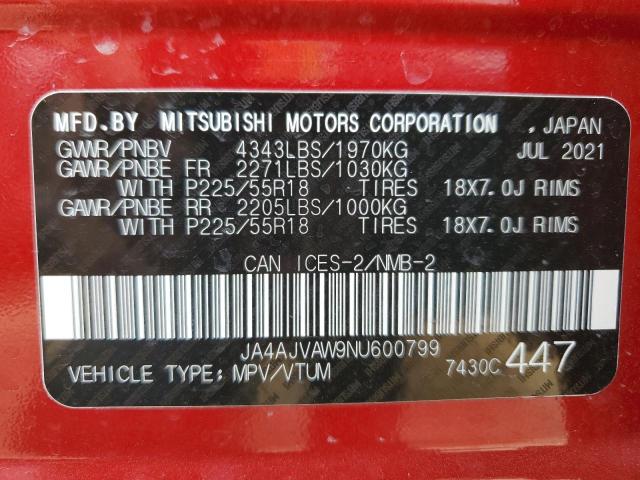 MFD.BY MITSUBISHI MOTORS CORPORATION . JAPAN
GVWR/PNBV 4343LBS/1970KG JUL 2021
GAWR/PNBE FR 2271LBS/1030KG
WITH P225/55R18 TIRES 18X7.0J RIMS
GAWR/PNBE RR 2205LBS/1000KG
WITH P225/55R18 TIRES 18X7.0J RIMS
CAN ICES-2/NMB-2
JA4AJVAW9NU600799
VEHICLE TYPE: MPV/VTUM 7430C 447